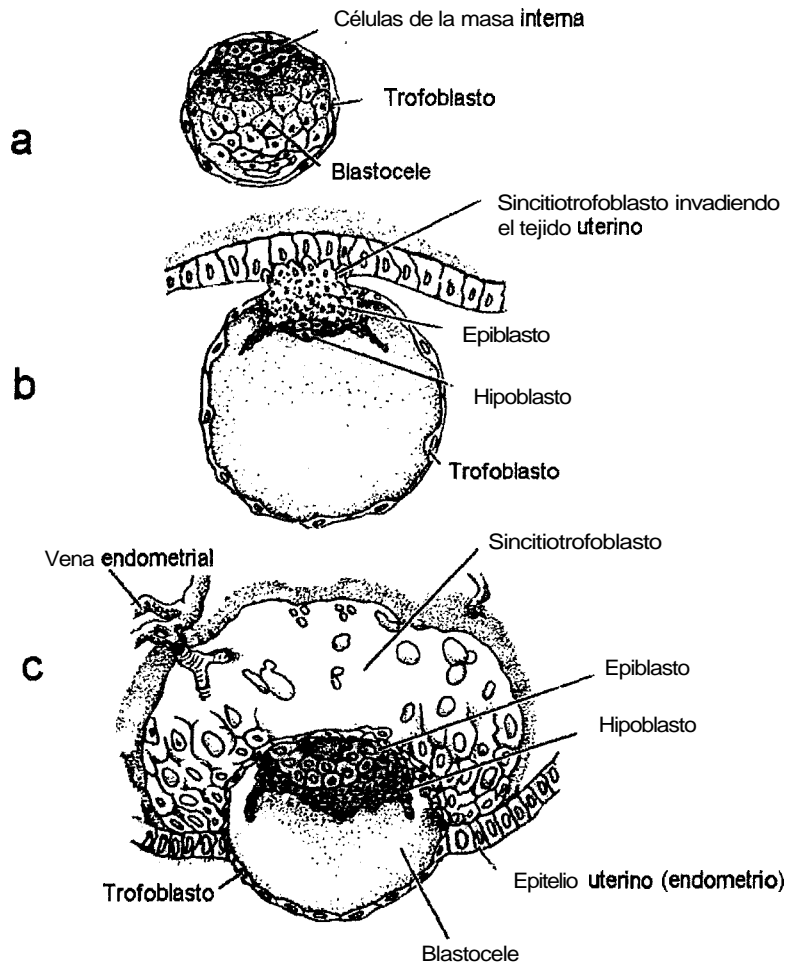 Células de la masa interna
Trofoblasto
a
Blastocele
Sincitiotrofoblasto invadiendo
el tejido uterino
Epiblasto
b
Hipoblasto
Trofoblasto
Sincitiotrofoblasto
Vena endometrial
c
Epiblasto
Hipoblasto
Trofoblasto
Epitelio uterino (endometrio)
Blastocele